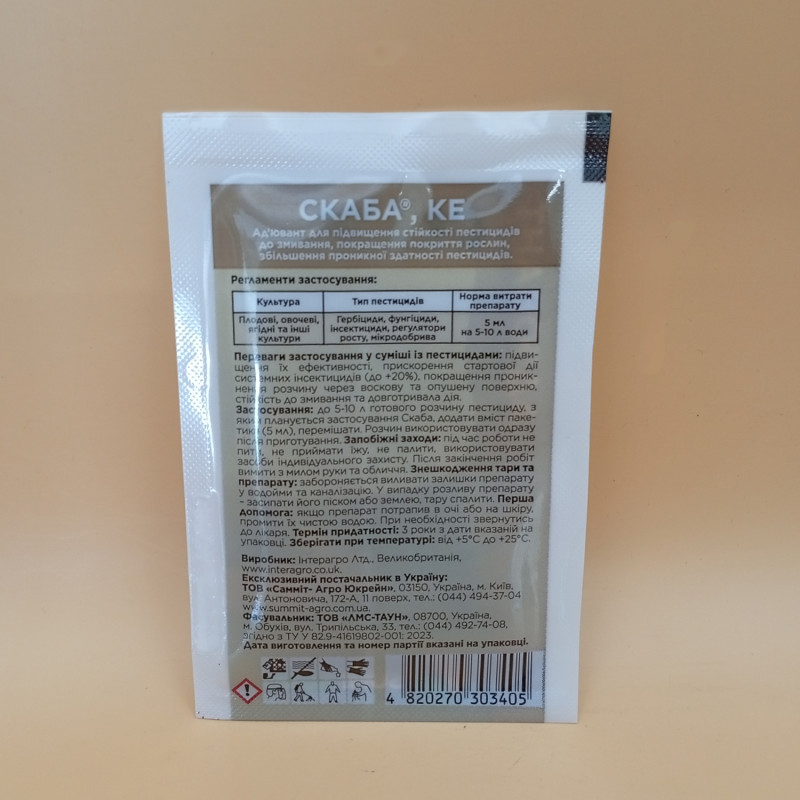 СКАБА®, КЕ
Ад'ювант для підвищення стійкості пестицидів
до змивання, покращення покриття рослин,
збільшення проникної здатності пестицидів.
Регламенти застосування:
Культура Тип пестицидів Норма витрати препарату
Плодові, овочеві, ягідні та інші культури Гербіциди, фунгіциди, інсектициди, регулятори росту, мікродобрива 5 мл на 5-10 л води
Переваги застосування у суміші із пестицидами: підви-
щення їх ефективності, прискорення стартової дії
системних інсектицидів (до +20%), покращення проник-
нення розчину через воскову та опушену поверхню,
стійкість до змивання та довготривала дія.
Застосування: до 5-10 л готового розчину пестициду, з
яким планується застосування Скаба, додати вміст паке-
тика (5 мл), перемішати. Розчин використовувати одразу
після приготування. Запобіжні заходи: під час роботи не
пити, не приймати їжу, не палити, використовувати
засоби індивідуального захисту. Після закінчення робіт
вимити з милом руки та обличчя. Знешкодження тари та
препарату: забороняється виливати залишки препарату
у водойми та каналізацію. У випадку розливу препарату
– засипати його піском або землею, тару спалити. Перша
допомога: якщо препарат потрапив в очі або на шкіру,
промити їх чистою водою. При необхідності звернутись
до лікаря. Термін придатності: 3 роки з дати вказаній на
упаковці. Зберігати при температурі: від +5°C до +25°C.
Виробник: Інтерагро Лтд., Великобританія,
www.interagro.co.uk.
Ексклюзивний постачальник в Україну:
ТОВ «Самміт- Агро Юкрейн», 03150, Україна, м. Київ,
вул. Антоновича, 172-А, 11 поверх, тел.: (044) 494-37-04
www.summit-agro.com.ua.
Фасувальник: ТОВ «ЛМС-ТАУН», 08700, Україна,
м. Обухів, вул. Трипільська, 33, тел.: (044) 492-74-08,
згідно з ТУ У 82.9-41619802-001: 2023.
Дата виготовлення та номер партії вказані на упаковці.
4 820270 303405